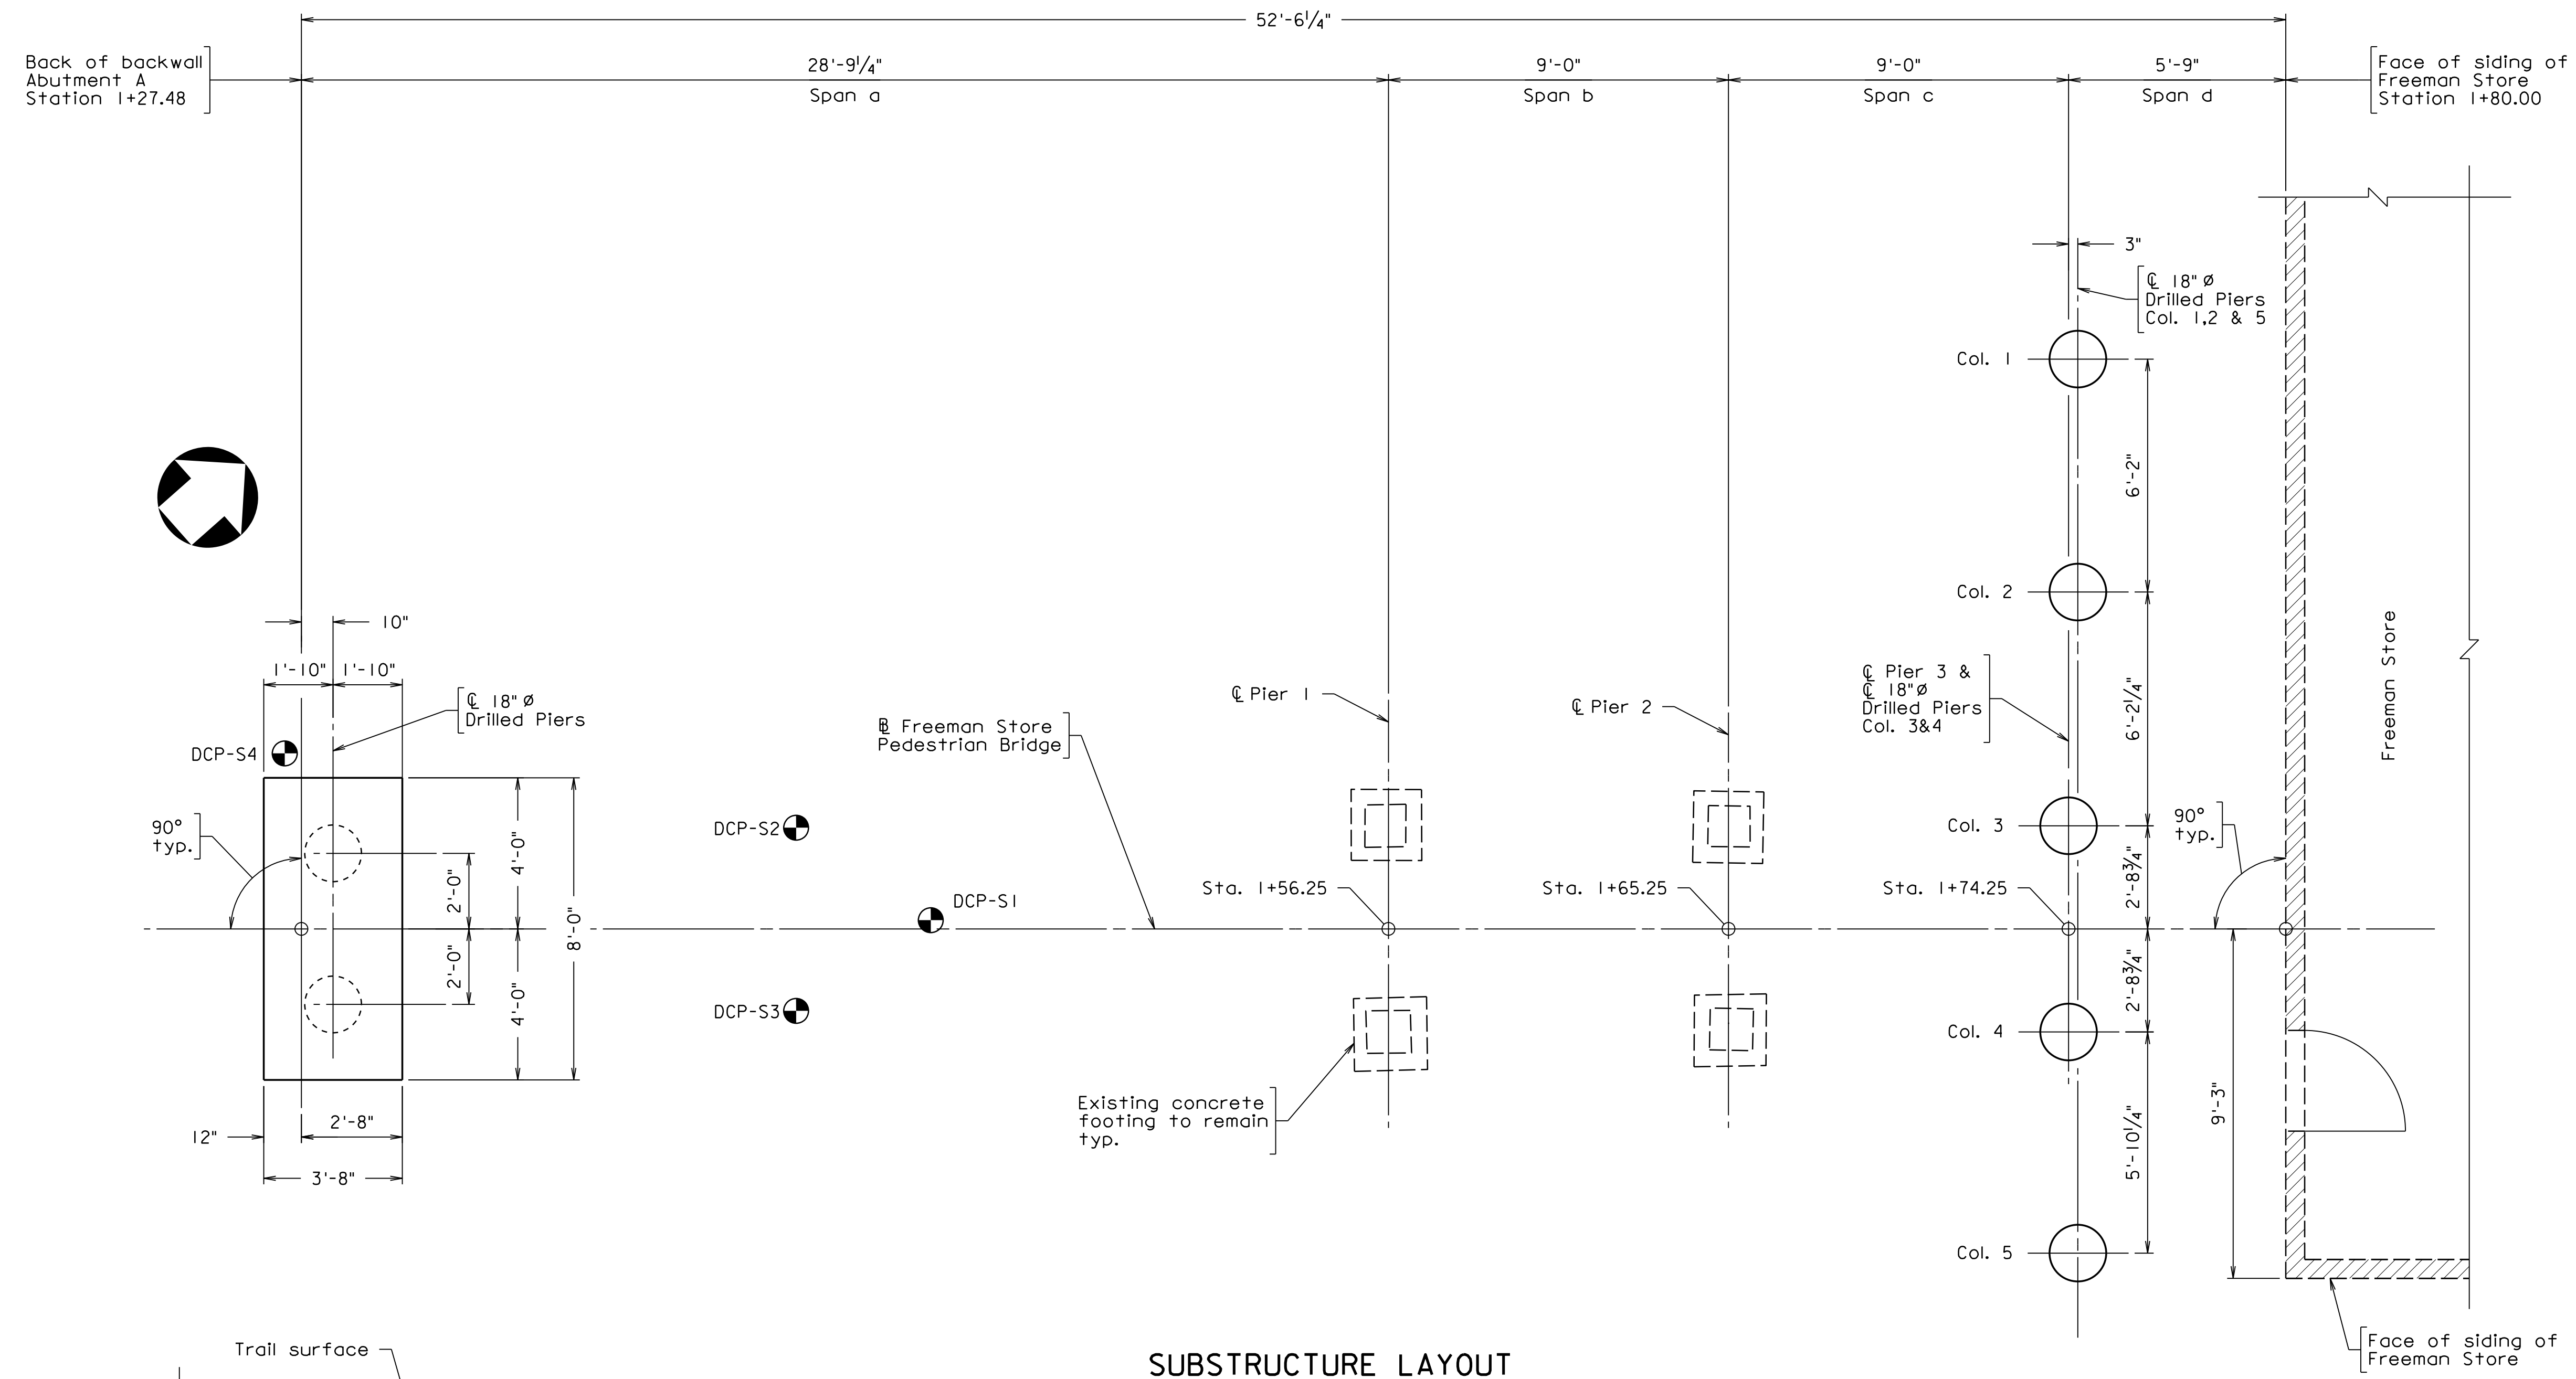 52'-6 1/4"
Back of backwall
Abutment A
Station 1+27.48
28'-9 1/4"
Span a
9'-0"
Span b
9'-0"
Span c
5'-9"
Span d
Face of siding of
Freeman Store
Station 1+80.00
3"
℄ 18" Ø
Drilled Piers
Col. 1,2 & 5
Col. 1
6'-2"
Col. 2
6'-2 1/4"
Freeman Store
10"
1'-10"
1'-10"
℄ 18" Ø
Drilled Piers
DCP-S4
90°
typ.
4'-0"
2'-0"
8'-0"
2'-0"
4'-0"
12"
2'-8"
3'-8"
DCP-S2
DCP-S1
DCP-S3
BL Freeman Store
Pedestrian Bridge
℄ Pier 1
℄ Pier 2
℄ Pier 3 &
℄ 18"Ø
Drilled Piers
Col. 3&4
Sta. 1+56.25
Sta. 1+65.25
Sta. 1+74.25
Col. 3
2'-8 3/4"
90°
typ.
Col. 4
2'-8 3/4"
Existing concrete
footing to remain
typ.
5'-10 1/4"
9'-3"
Col. 5
Face of siding of
Freeman Store
Trail surface
SUBSTRUCTURE LAYOUT